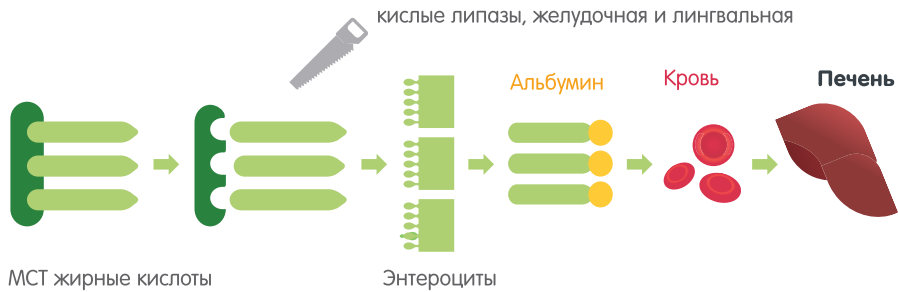 кислые липазы, желудочная и лингвальная
Альбумин
Кровь
Печень
МСТ жирные кислоты
Энтероциты